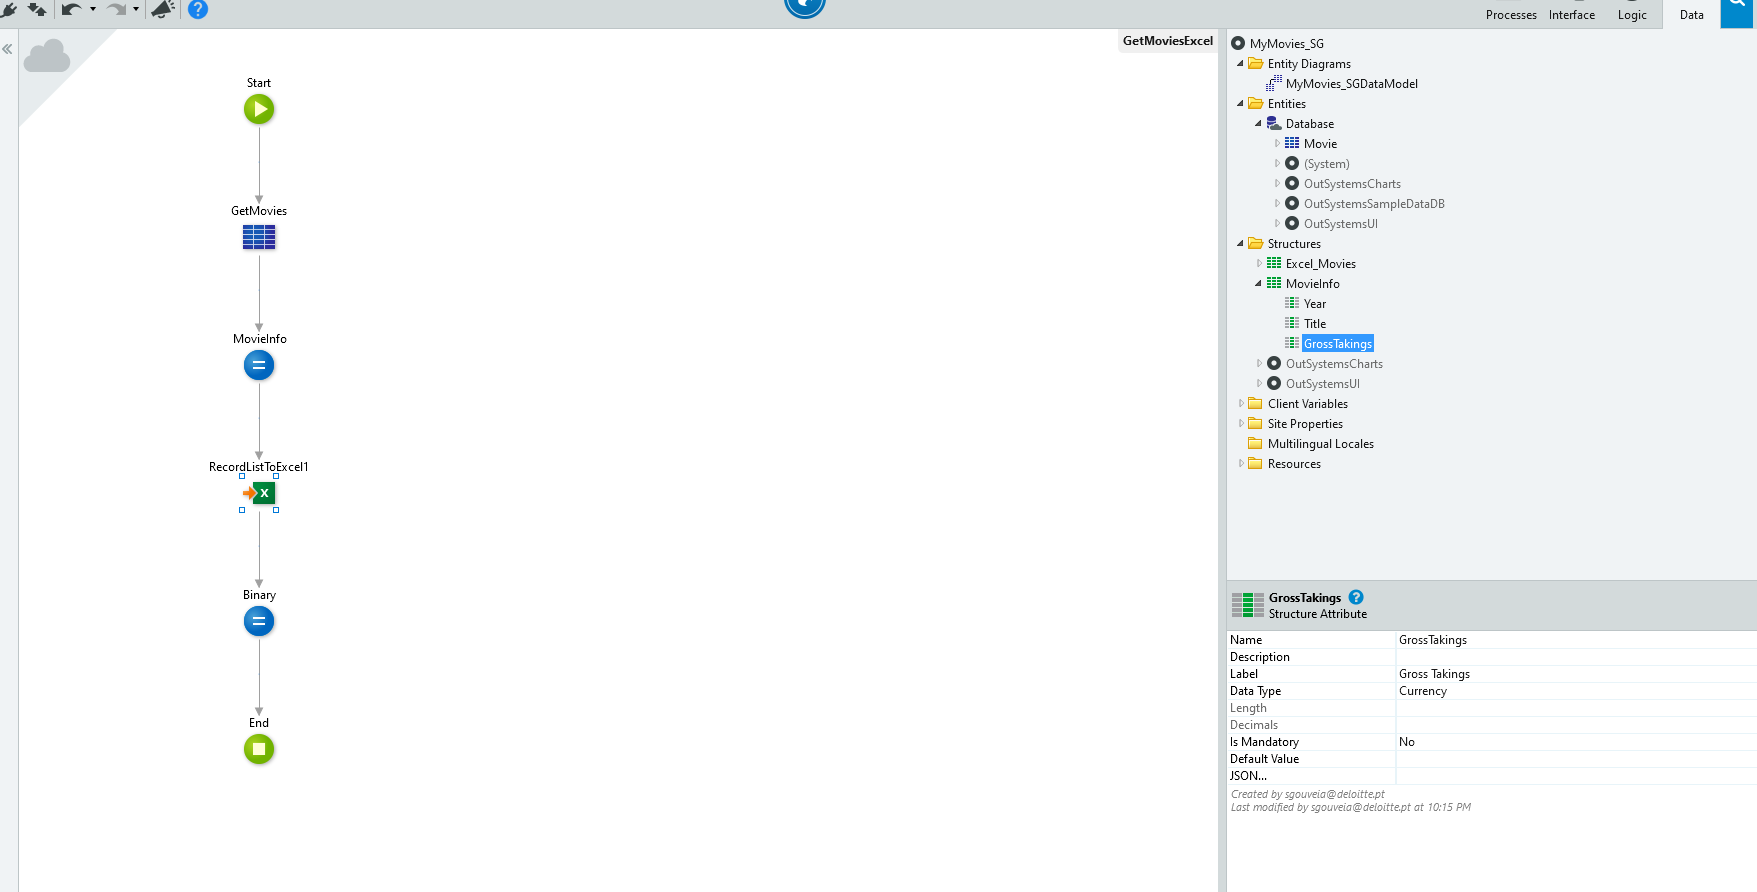 Processes Interface Logic Data
GetMoviesExcel
Start
GetMovies
MovieInfo
RecordListToExcel1
X
Binary
End
MyMovies_SG
Entity Diagrams
MyMovies_SGDataModel
Entities
Database
Movie
(System)
OutSystemsCharts
OutSystemsSampleDataDB
OutSystemsUI
Structures
Excel_Movies
MovieInfo
Year
Title
GrossTakings
OutSystemsCharts
OutSystemsUI
Client Variables
Site Properties
Multilingual Locales
Resources
GrossTakings ?
Structure Attribute
Name GrossTakings
Description
Label Gross Takings
Data Type Currency
Length
Decimals
Is Mandatory No
Default Value
JSON...
Created by sgouveia@deloitte.pt
Last modified by sgouveia@deloitte.pt at 10:15 PM